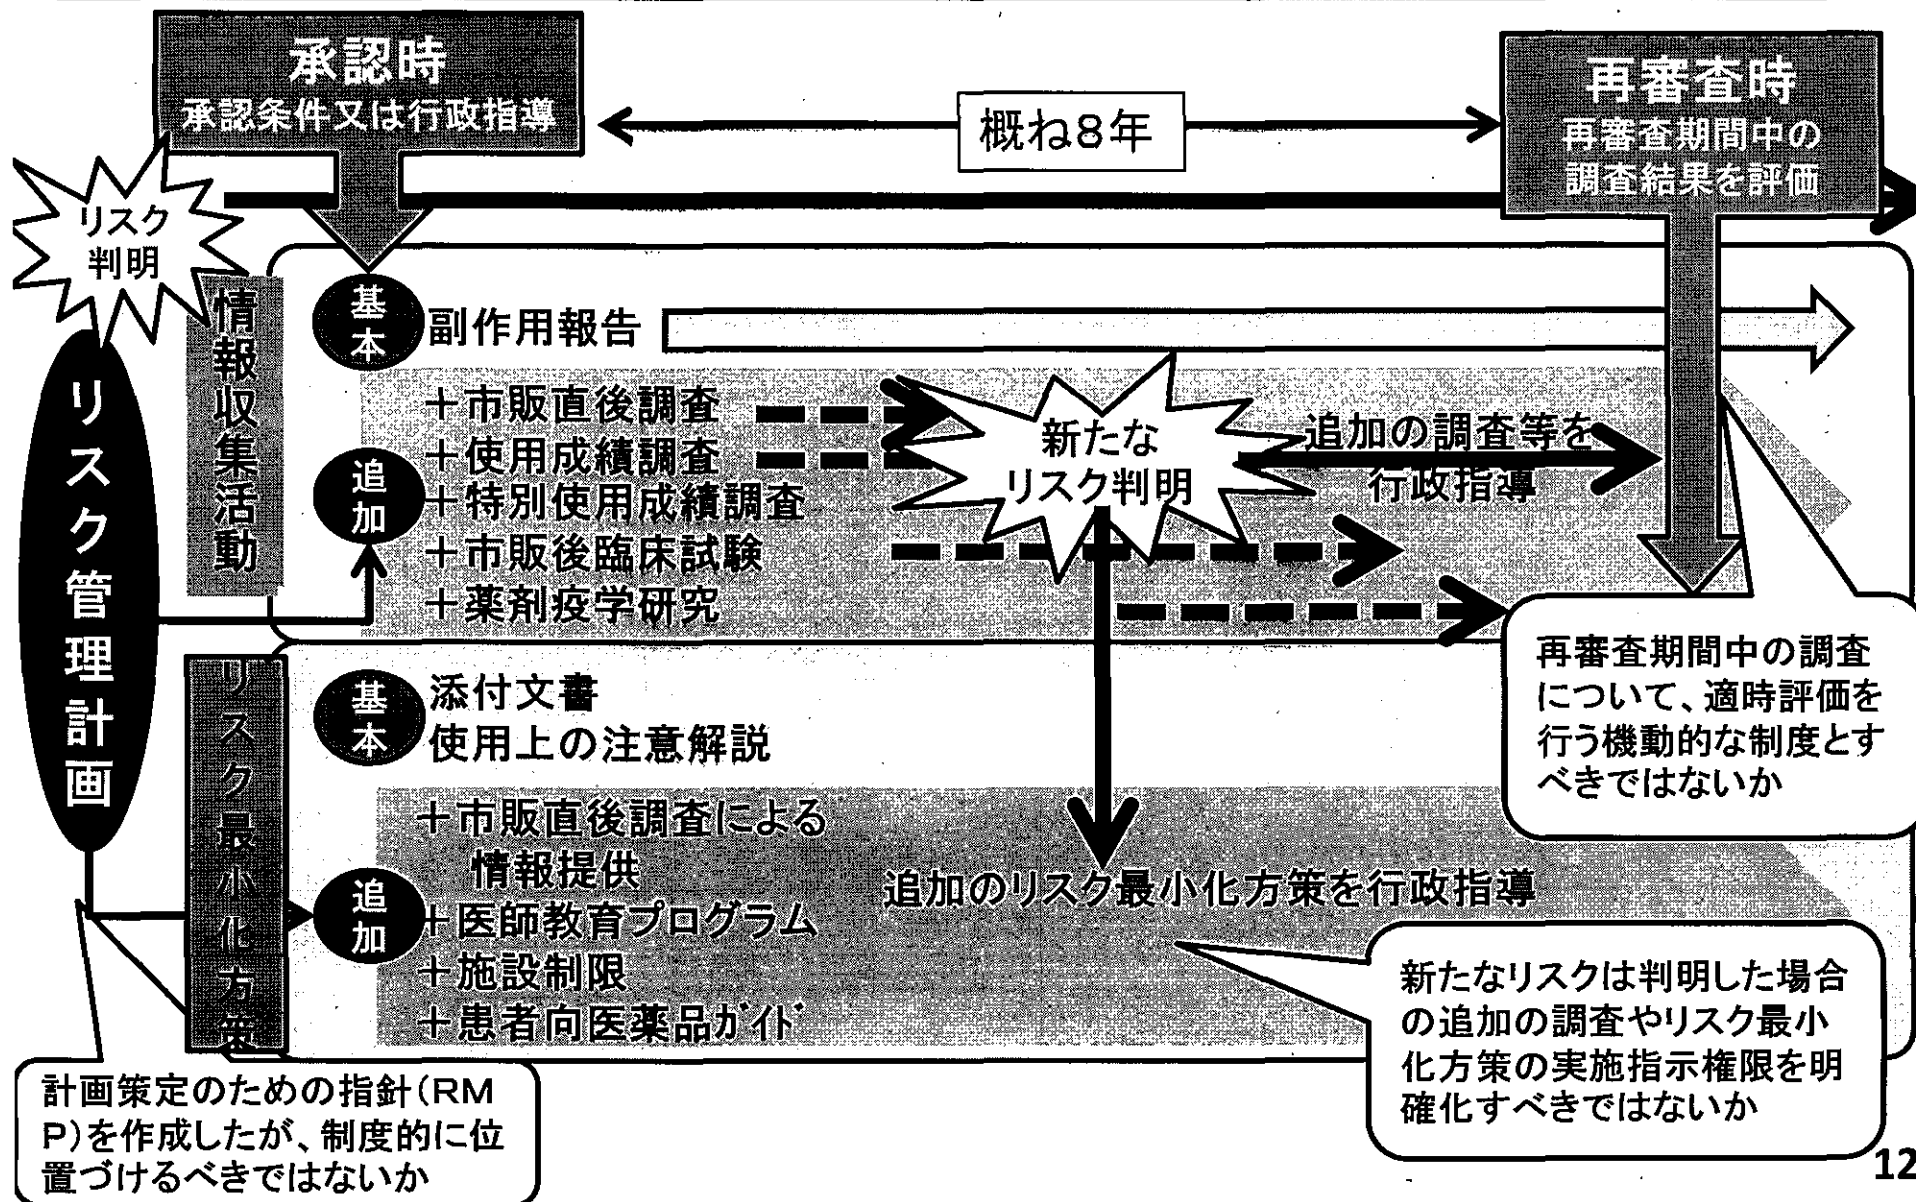 承認時
承認条件又は行政指導
概ね8年
再審査時
再審査期間中の
調査結果を評価
リスク
判明
リスク管理計画
情報収集活動
基本
副作用報告
追加
+市販直後調査
+使用成績調査
+特別使用成績調査
+市販後臨床試験
+薬剤疫学研究
新たな
リスク判明
追加の調査等を
行政指導
再審査期間中の調査
について、適時評価を
行う機動的な制度とす
べきではないか
リスク最小化方策
基本
添付文書
使用上の注意解説
追加
+市販直後調査による
情報提供
+医師教育プログラム
+施設制限
+患者向医薬品ガイド
追加のリスク最小化方策を行政指導
新たなリスクは判明した場合
の追加の調査やリスク最小
化方策の実施指示権限を明
確化すべきではないか
計画策定のための指針(RM
P)を作成したが、制度的に位
置づけるべきではないか
12